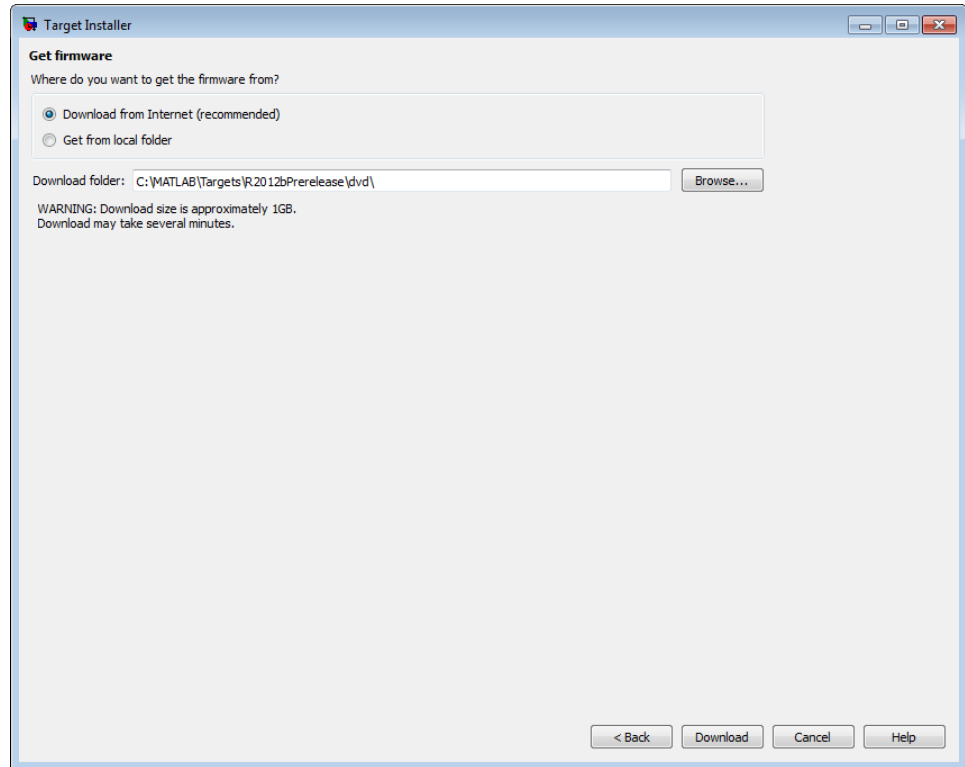 Target Installer
Get firmware
Where do you want to get the firmware from?
Download from Internet (recommended)
Get from local folder
Download folder: C:\MATLAB\Targets\R2012bPrerelease\dvd\ Browse...
WARNING: Download size is approximately 1GB.
Download may take several minutes.
< Back Download Cancel Help